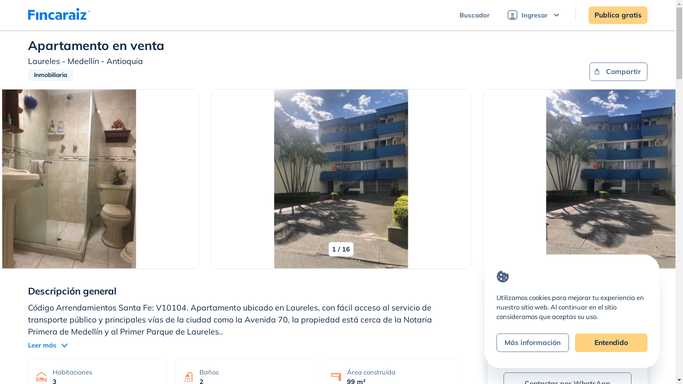 Fincaraiz
Buscador
Ingresar
Publica gratis
Apartamento en venta
Laureles - Medellín - Antioquia
Inmobiliaria
Compartir
1 / 16
Descripción general
Código Arrendamientos Santa Fe: V10104. Apartamento ubicado en Laureles, con fácil acceso al servicio de
transporte público y principales vías de la ciudad como la Avenida 70, la propiedad está cerca de la Notaria
Primera de Medellín y al Primer Parque de Laureles...
Leer más
Habitaciones
3
Baños
2
Área construida
99 m²
Utilizamos cookies para mejorar tu experiencia en
nuestro sitio web. Al continuar en el sitio
consideramos que aceptas su uso.
Más información
Entendido
Contactar por WhatsApp